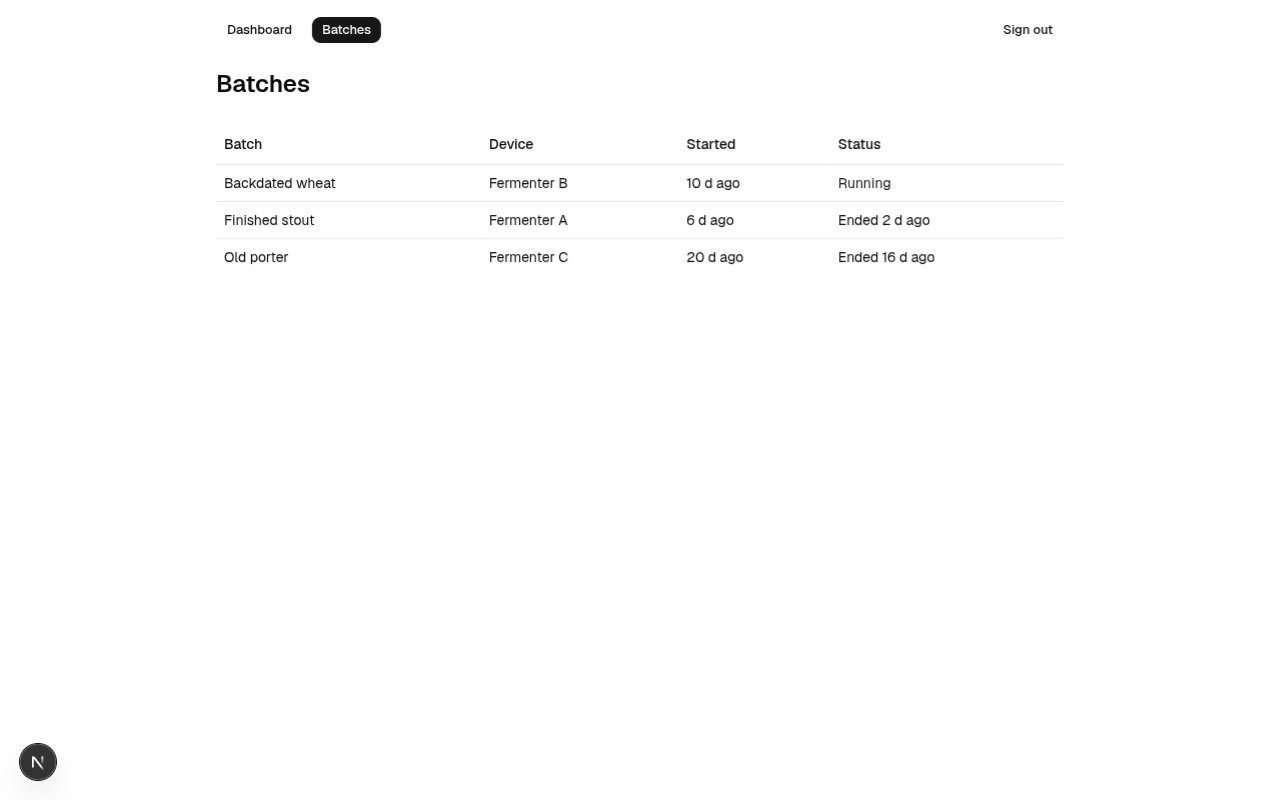 Dashboard Batches Sign out
Batches
Batch Device Started Status
Backdated wheat Fermenter B 10 d ago Running
Finished stout Fermenter A 6 d ago Ended 2 d ago
Old porter Fermenter C 20 d ago Ended 16 d ago
N